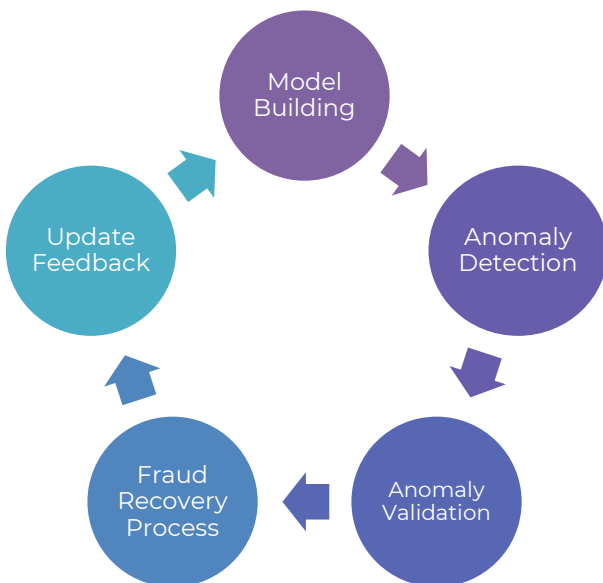 Model
Building
Anomaly
Detection
Anomaly
Validation
Fraud
Recovery
Process
Update
Feedback